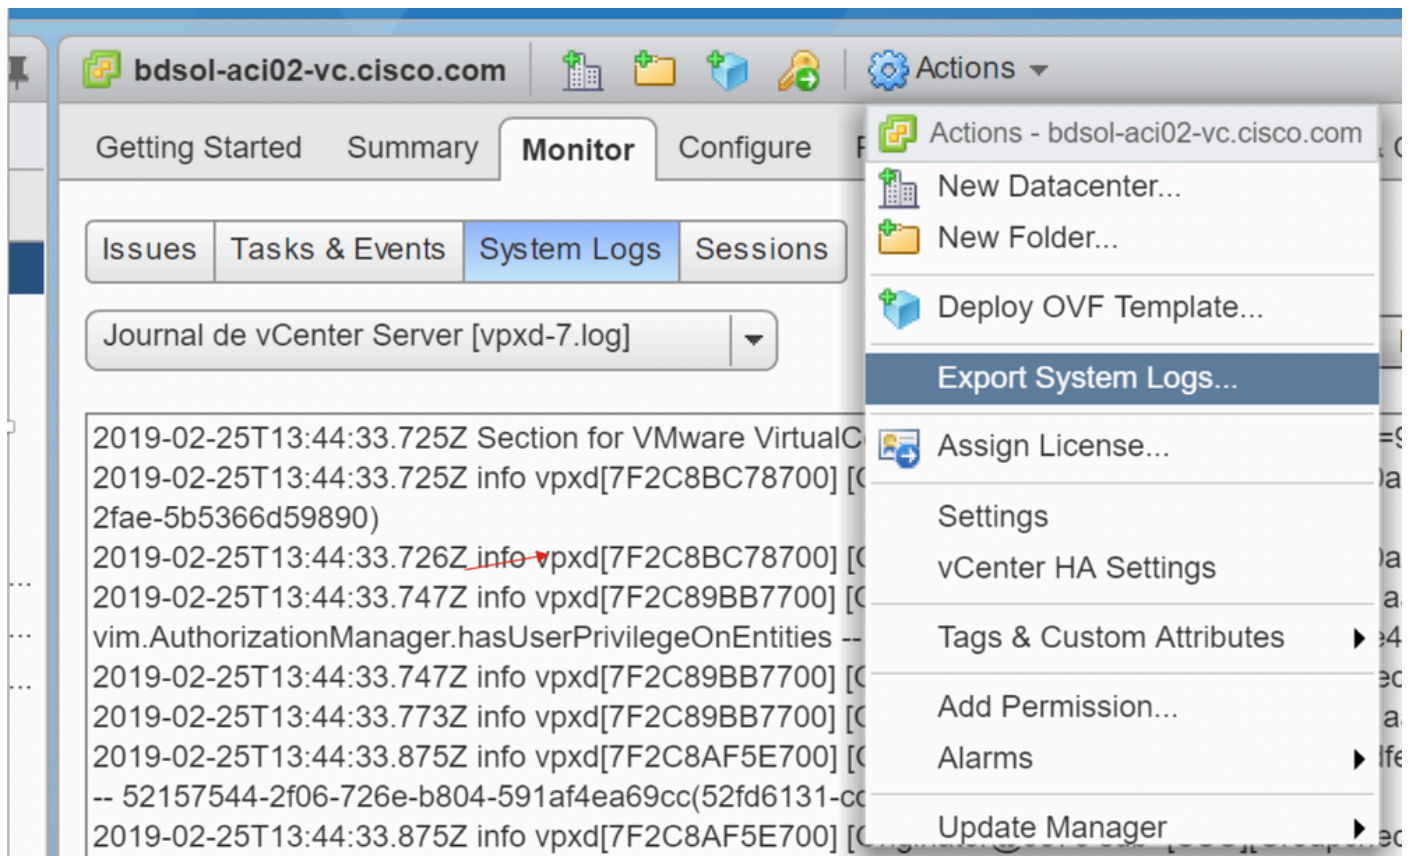 bdsol-aci02-vc.cisco.com Actions
Getting Started Summary Monitor Configure
Actions - bdsol-aci02-vc.cisco.com
New Datacenter...
New Folder...
Deploy OVF Template...
Export System Logs...
Assign License...
Settings
vCenter HA Settings
Tags & Custom Attributes
Add Permission...
Alarms
Update Manager
Issues Tasks & Events System Logs Sessions
Journal de vCenter Server [vpxd-7.log]
2019-02-25T13:44:33.725Z Section for VMware VirtualC
2019-02-25T13:44:33.725Z info vpxd[7F2C8BC78700] [
2fae-5b5366d59890)
2019-02-25T13:44:33.726Z info vpxd[7F2C8BC78700] [
2019-02-25T13:44:33.747Z info vpxd[7F2C89BB7700] [
vim.AuthorizationManager.hasUserPrivilegeOnEntities --
2019-02-25T13:44:33.747Z info vpxd[7F2C89BB7700] [
2019-02-25T13:44:33.773Z info vpxd[7F2C89BB7700] [
2019-02-25T13:44:33.875Z info vpxd[7F2C8AF5E700] [
-- 52157544-2f06-726e-b804-591af4ea69cc(52fd6131-cc
2019-02-25T13:44:33.875Z info vpxd[7F2C8AF5E700]